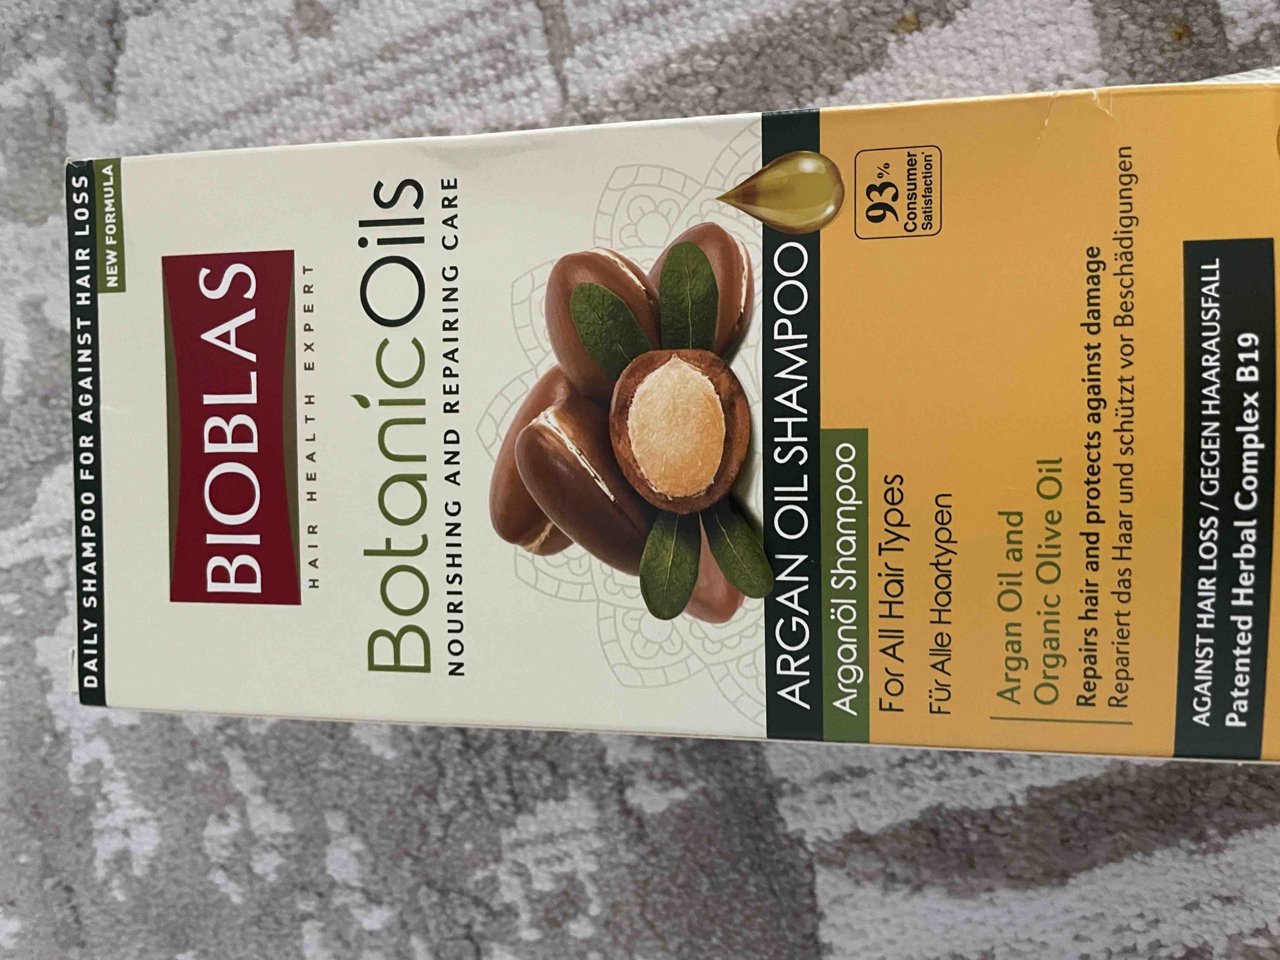 DAILY SHAMPOO FOR AGAINST HAIR LOSS
NEW FORMULA
BIOBLAS
HAIR HEALTH EXPERT
BotanicOils
NOURISHING AND REPAIRING CARE
ARGAN OIL SHAMPOO
Arganöl Shampoo
93%
Consumer
Satisfaction*
For All Hair Types
Für Alle Haartypen
Argan Oil and
Organic Olive Oil
Repairs hair and protects against damage
Repariert das Haar und schützt vor Beschädigungen
AGAINST HAIR LOSS / GEGEN HAARAUSFALL
Patented Herbal Complex B19